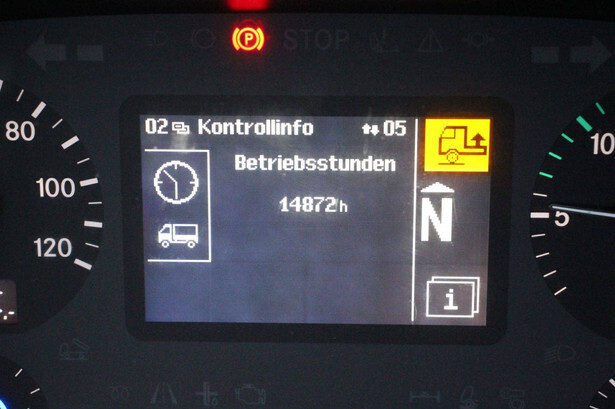 P
STOP
02 Kontrollinfo 05
Betriebsstunden
14872h
N
i
80
100
120
10
5